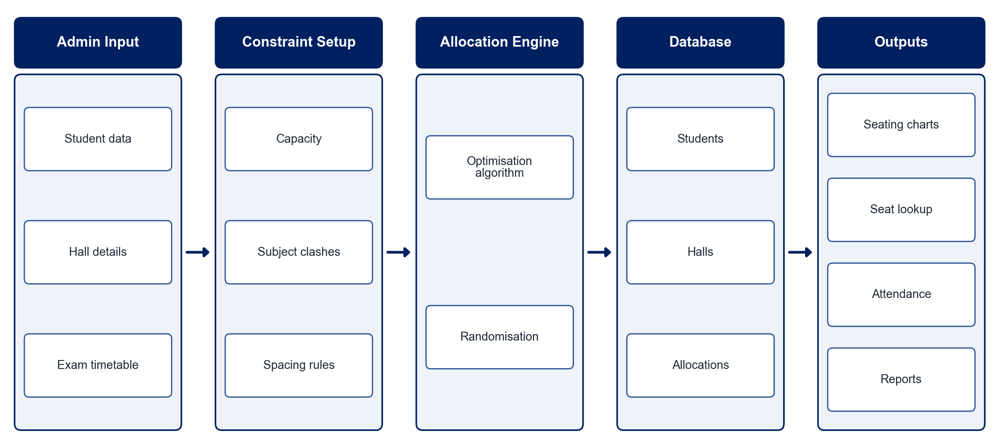 Admin Input
Student data
Hall details
Exam timetable
Constraint Setup
Capacity
Subject clashes
Spacing rules
Allocation Engine
Optimisation
algorithm
Randomisation
Database
Students
Halls
Allocations
Outputs
Seating charts
Seat lookup
Attendance
Reports